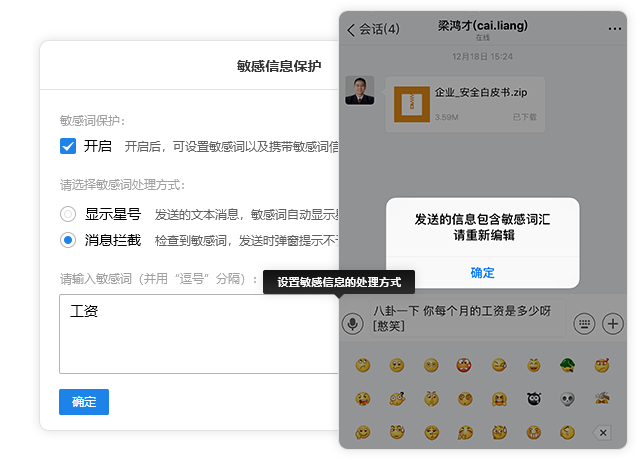 敏感信息保护
敏感词保护:
开启 开启后，可设置敏感词以及携带敏感词信
请选择敏感词处理方式:
显示星号 发送的文本消息，敏感词自动显示
消息拦截 检查到敏感词，发送时弹窗提示不
请输入敏感词（并用“逗号”分隔）:
工资
确定
设置敏感信息的处理方式
会话(4)
梁鸿才(cai.liang)
在线
12月18日 15:24
企业_安全白皮书.zip
3.59M 已下载
发送的信息包含敏感词汇
请重新编辑
确定
八卦一下 你每个月的工资是多少呀
[憨笑]